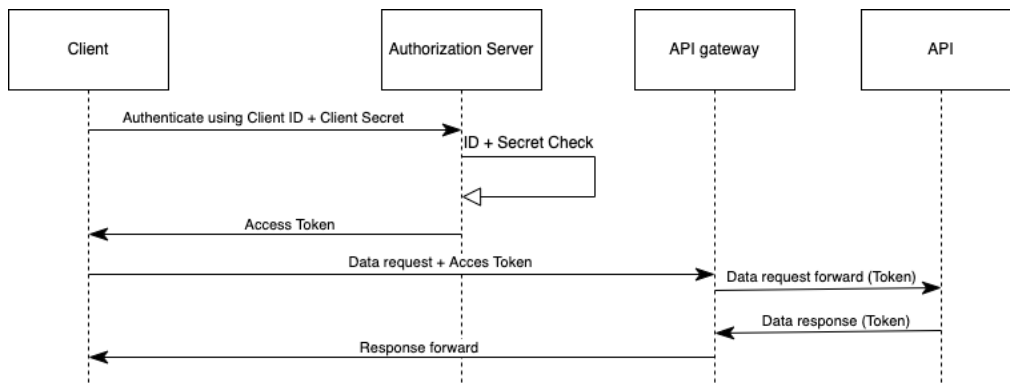 Client
Authorization Server
API gateway
API
Authenticate using Client ID + Client Secret
ID + Secret Check
Access Token
Data request + Acces Token
Data request forward (Token)
Data response (Token)
Response forward